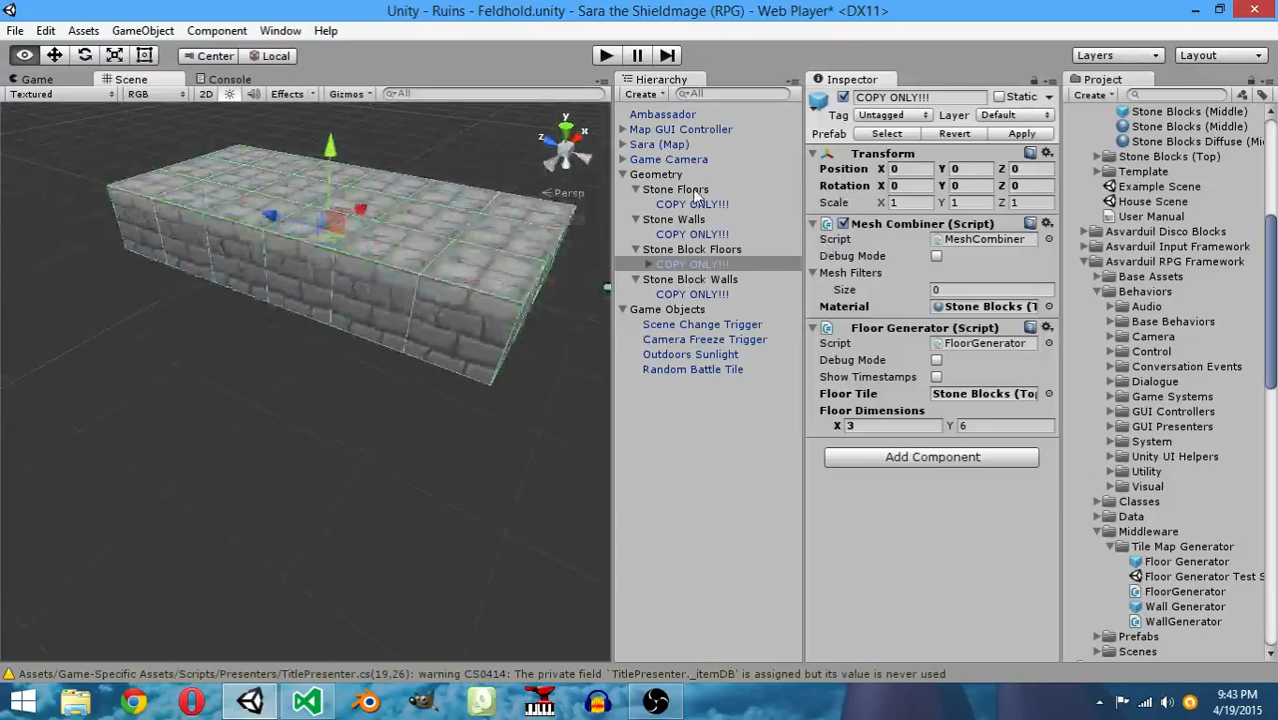 Unity - Ruins - Feldhold.unity - Sara the Shieldmage (RPG) - Web Player* <DX11>
File Edit Assets GameObject Component Window Help
Center Local Layers Layout
Game Scene Console
Textured RGB 2D Effects Gizmos All
y
x
z
Persp
Hierarchy
Create All
Ambassador
Map GUI Controller
Sara (Map)
Game Camera
Geometry
Stone Floors
COPY ONLY!!!
Stone Walls
COPY ONLY!!!
Stone Block Floors
COPY ONLY!!!
Stone Block Walls
COPY ONLY!!!
Game Objects
Scene Change Trigger
Camera Freeze Trigger
Outdoors Sunlight
Random Battle Tile
Inspector
COPY ONLY!!! Static
Tag Untagged Layer Default
Prefab Select Revert Apply
Transform
Position X 0 Y 0 Z 0
Rotation X 0 Y 0 Z 0
Scale X 1 Y 1 Z 1
Mesh Combiner (Script)
Script MeshCombiner
Debug Mode
Mesh Filters
Size 0
Material Stone Blocks (T
Floor Generator (Script)
Script FloorGenerator
Debug Mode
Show Timestamps
Floor Tile Stone Blocks (To
Floor Dimensions
X 3 Y 6
Add Component
Project
Create
Stone Blocks (Middle)
Stone Blocks (Middle)
Stone Blocks Diffuse (Mi
Stone Blocks (Top)
Template
Example Scene
User Manual
Asvarduil Disco Blocks
Asvarduil Input Framework
Asvarduil RPG Framework
Base Assets
Behaviors
Audio
Base Behaviors
Camera
Control
Conversation Events
Dialogue
Game Systems
GUI Controllers
GUI Presenters
System
Unity UI Helpers
Utility
Visual
Classes
Data
Middleware
Tile Map Generator
Floor Generator
Floor Generator Test S
FloorGenerator
Wall Generator
WallGenerator
Prefabs
Scenes
Assets/Game-Specific Assets/Scripts/Presenters/TitlePresenter.cs(19,26): warning CS0414: The private field `TitlePresenter._itemDB' is assigned but its value is never used
9:43 PM
4/19/2015